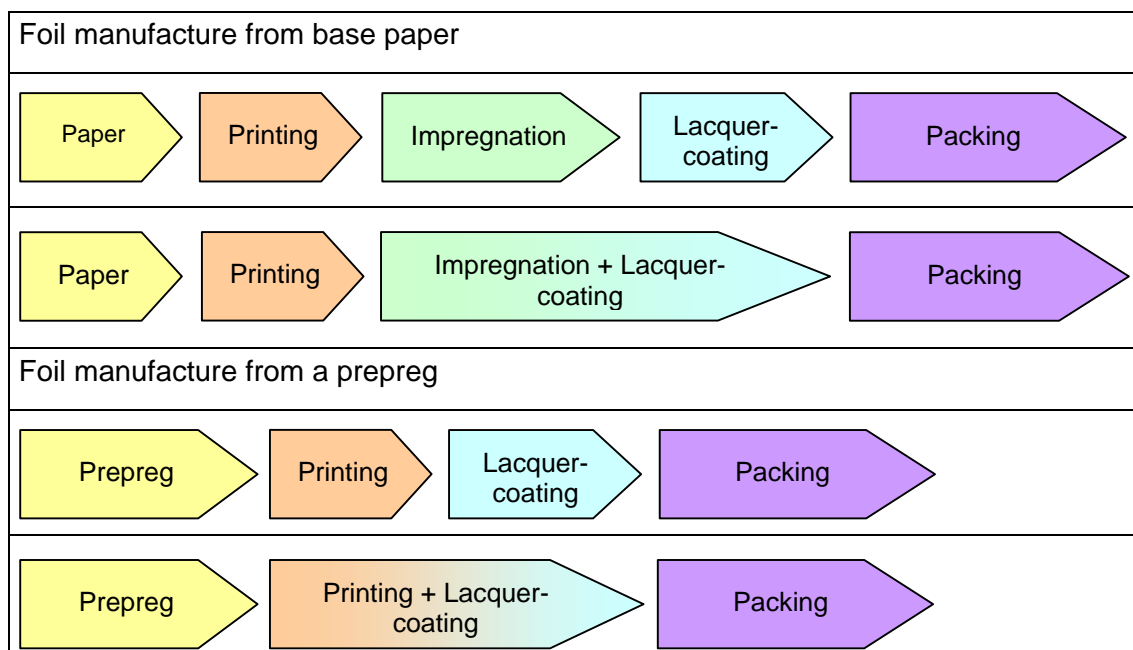 Foil manufacture from base paper
Paper
Printing
Impregnation
Lacquer-
coating
Packing
Paper
Printing
Impregnation + Lacquer-
coating
Packing
Foil manufacture from a prepreg
Prepreg
Printing
Lacquer-
coating
Packing
Prepreg
Printing + Lacquer-
coating
Packing